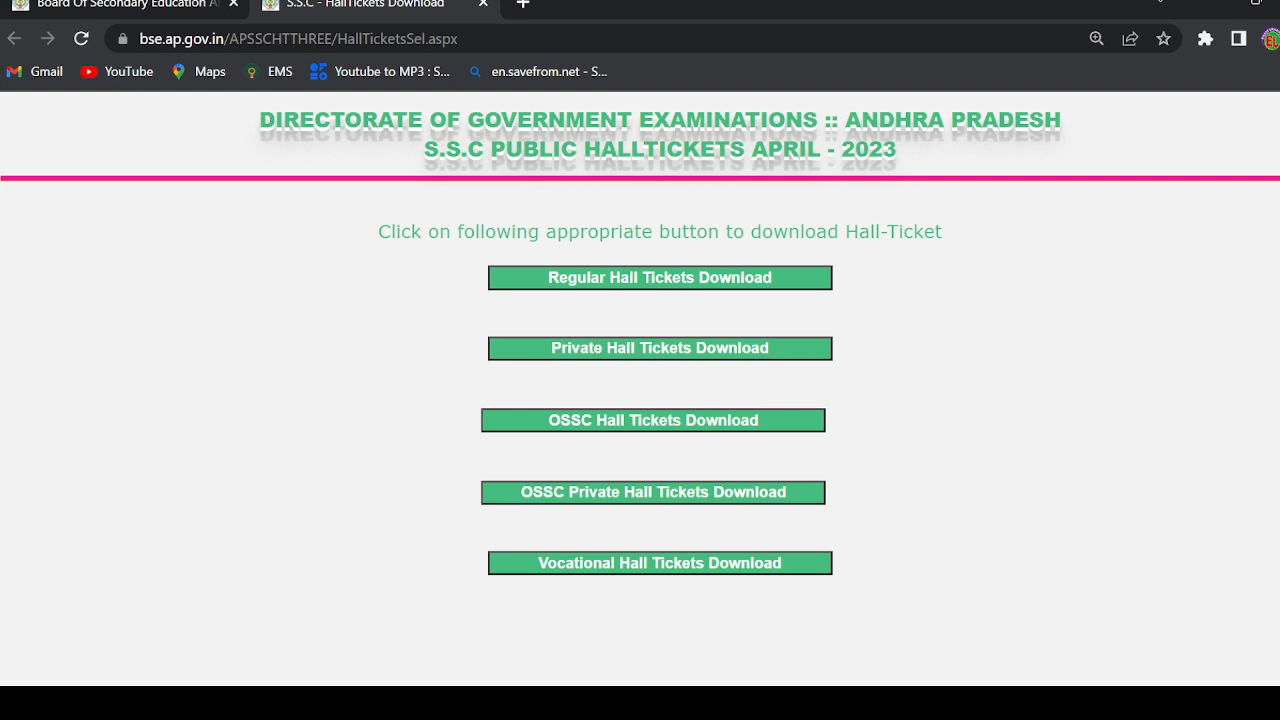 Board Of Secondary Education A
S.S.C - HallTickets Download
bse.ap.gov.in/APSSCHTTHREE/HallTicketsSel.aspx
Gmail YouTube Maps EMS Youtube to MP3 : S... en.savefrom.net - S...
DIRECTORATE OF GOVERNMENT EXAMINATIONS :: ANDHRA PRADESH
S.S.C PUBLIC HALLTICKETS APRIL - 2023
Click on following appropriate button to download Hall-Ticket
Regular Hall Tickets Download
Private Hall Tickets Download
OSSC Hall Tickets Download
OSSC Private Hall Tickets Download
Vocational Hall Tickets Download